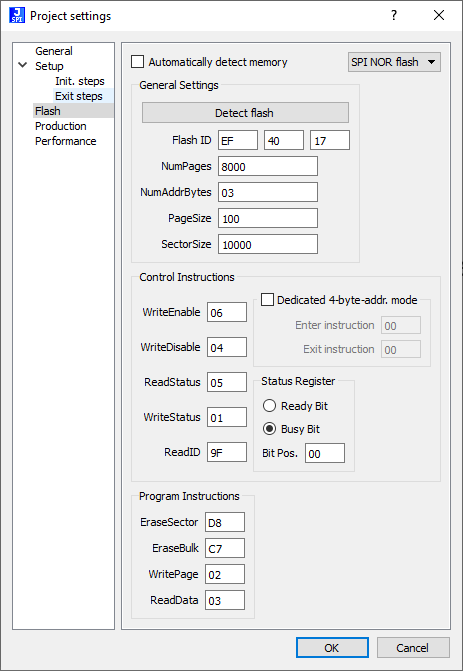 J
SPI
Project settings
?
General
Setup
Init. steps
Exit steps
Flash
Production
Performance
Automatically detect memory
SPI NOR flash
General Settings
Detect flash
Flash ID EF 40 17
NumPages 8000
NumAddrBytes 03
PageSize 100
SectorSize 10000
Control Instructions
WriteEnable 06
WriteDisable 04
ReadStatus 05
WriteStatus 01
ReadID 9F
Dedicated 4-byte-addr. mode
Enter instruction 00
Exit instruction 00
Status Register
Ready Bit
Busy Bit
Bit Pos. 00
Program Instructions
EraseSector D8
EraseBulk C7
WritePage 02
ReadData 03
OK
Cancel